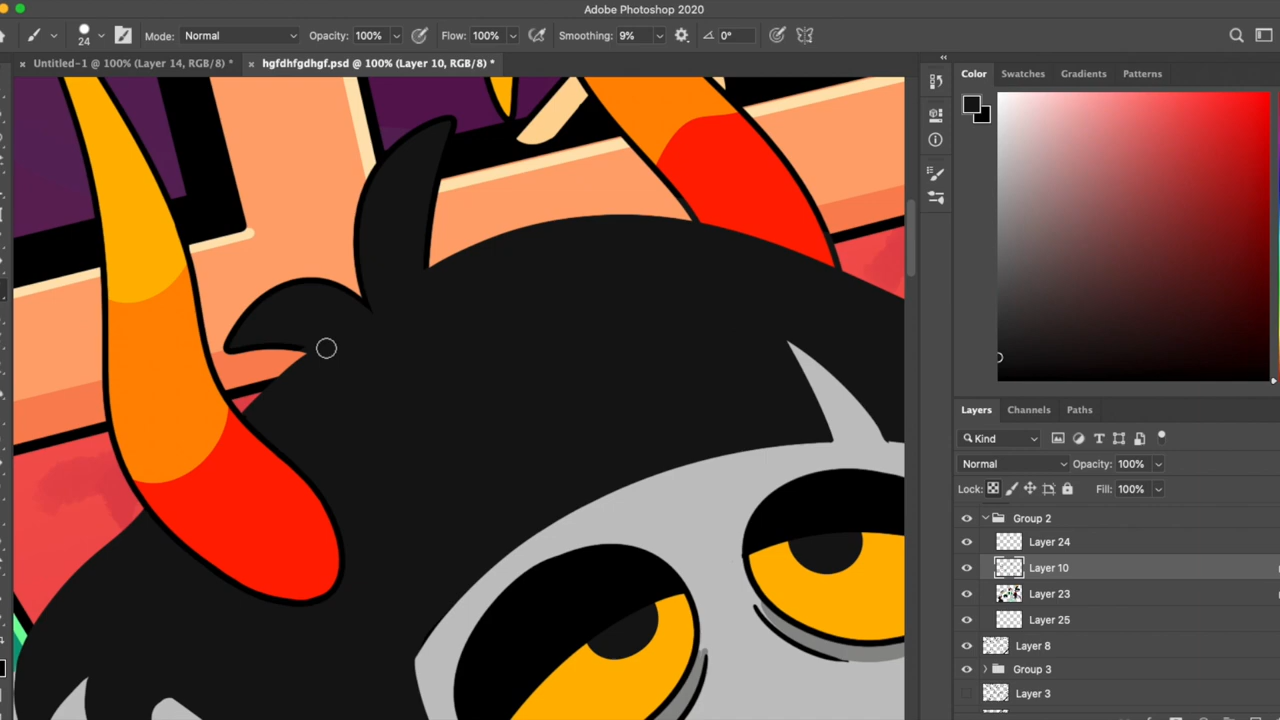 Adobe Photoshop 2020
24 Mode: Normal Opacity: 100% Flow: 100% Smoothing: 9% 0°
× Untitled-1 @ 100% (Layer 14, RGB/8) * × hgfdhfgdhgf.psd @ 100% (Layer 10, RGB/8) *
Color Swatches Gradients Patterns
Layers Channels Paths
Kind
Normal Opacity: 100%
Lock: Fill: 100%
Group 2
Layer 24
Layer 10
Layer 23
Layer 25
Layer 8
Group 3
Layer 3